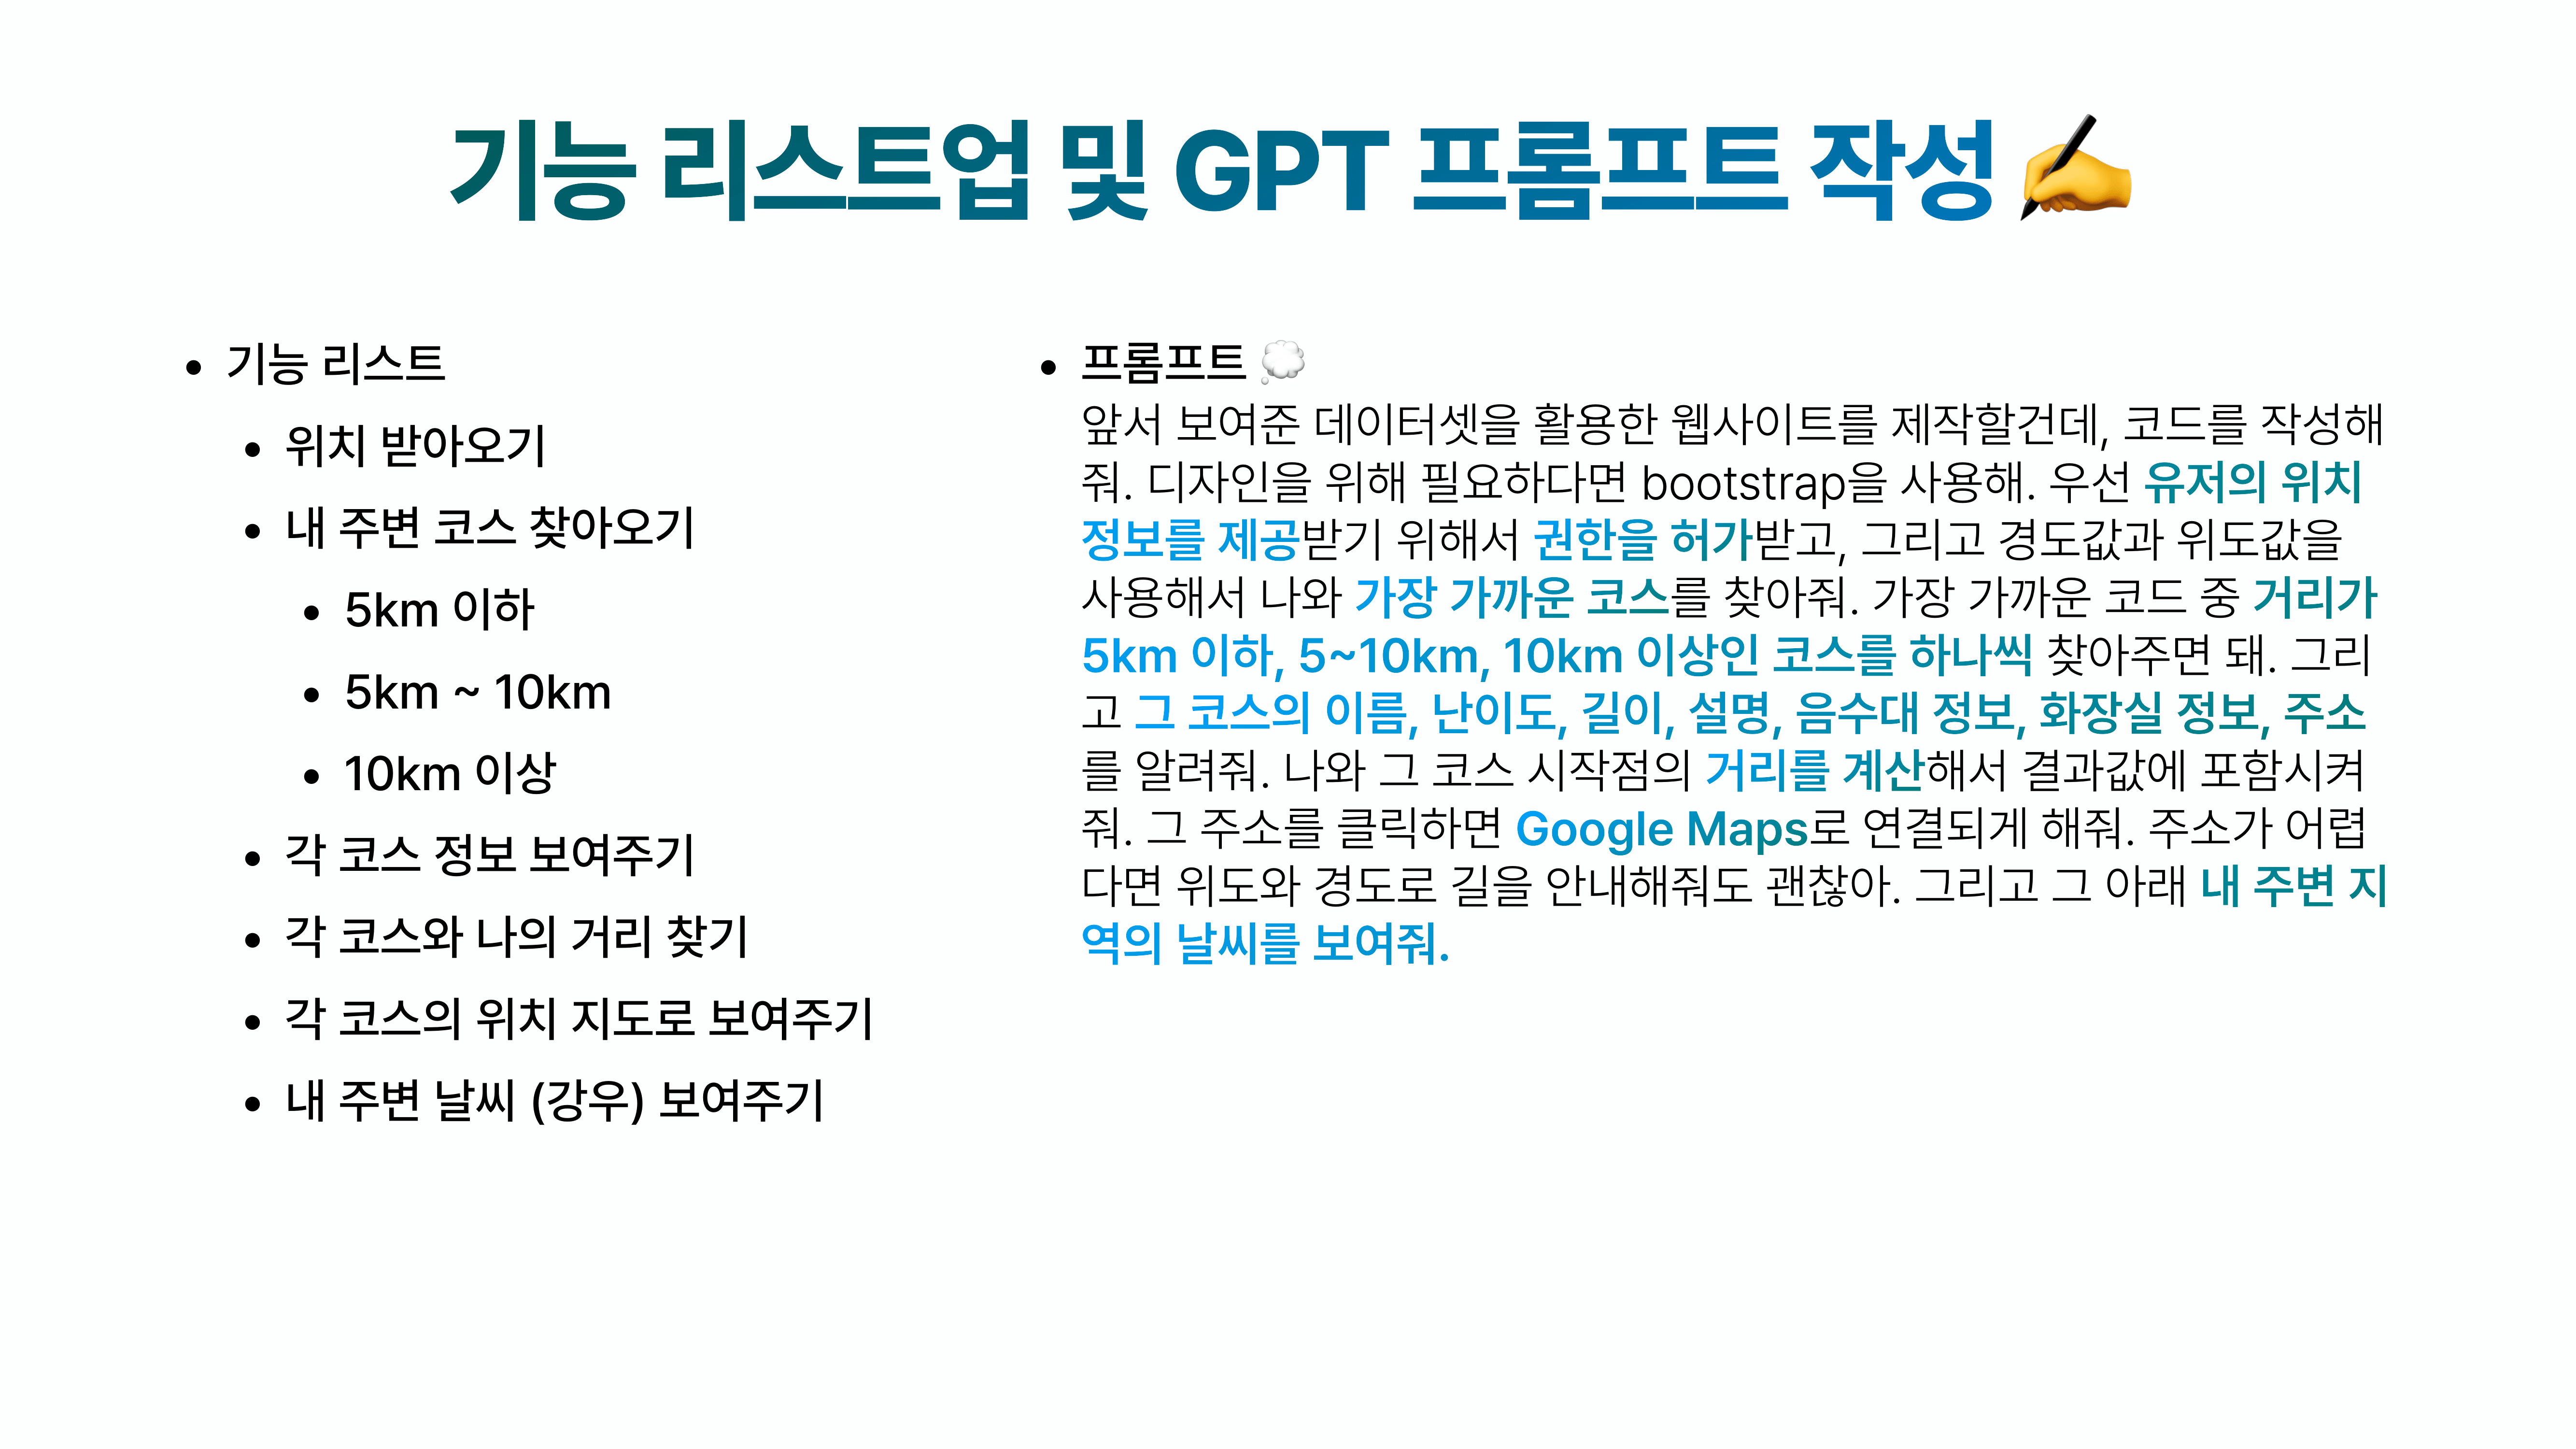 기능 리스트업 및 GPT 프롬프트 작성 ✍️
• 기능 리스트
• 위치 받아오기
• 내 주변 코스 찾아오기
• 5km 이하
• 5km ~ 10km
• 10km 이상
• 각 코스 정보 보여주기
• 각 코스와 나의 거리 찾기
• 각 코스의 위치 지도로 보여주기
• 내 주변 날씨 (강우) 보여주기
• 프롬프트 💭
앞서 보여준 데이터셋을 활용한 웹사이트를 제작할건데, 코드를 작성해
줘. 디자인을 위해 필요하다면 bootstrap을 사용해. 우선 유저의 위치
정보를 제공받기 위해서 권한을 허가받고, 그리고 경도값과 위도값을
사용해서 나와 가장 가까운 코스를 찾아줘. 가장 가까운 코드 중 거리가
5km 이하, 5~10km, 10km 이상인 코스를 하나씩 찾아주면 돼. 그리
고 그 코스의 이름, 난이도, 길이, 설명, 음수대 정보, 화장실 정보, 주소
를 알려줘. 나와 그 코스 시작점의 거리를 계산해서 결과값에 포함시켜
줘. 그 주소를 클릭하면 Google Maps로 연결되게 해줘. 주소가 어렵
다면 위도와 경도로 길을 안내해줘도 괜찮아. 그리고 그 아래 내 주변 지
역의 날씨를 보여줘.